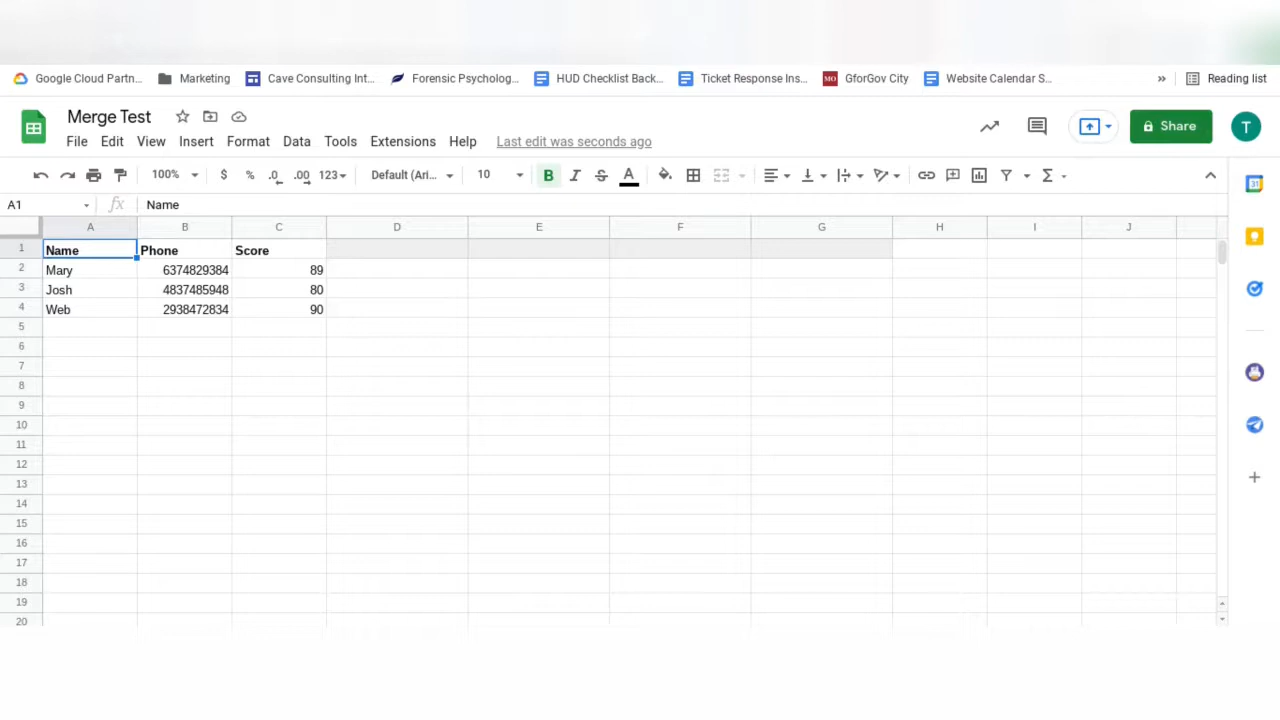 Google Cloud Partn... Marketing Cave Consulting Int... Forensic Psycholog... HUD Checklist Back... Ticket Response Ins... MO GforGov City Website Calendar S... » Reading list
Merge Test
File Edit View Insert Format Data Tools Extensions Help Last edit was seconds ago Share T
100% $ % .0 .00 123 Default (Ari... 10 B I S A Σ
A1 fx Name 31
A B C D E F G H I J
1 Name Phone Score
2 Mary 6374829384 89
3 Josh 4837485948 80
4 Web 2938472834 90
5
6
7
8
9
10
11
12
13
14
15
16
17
18
19
20